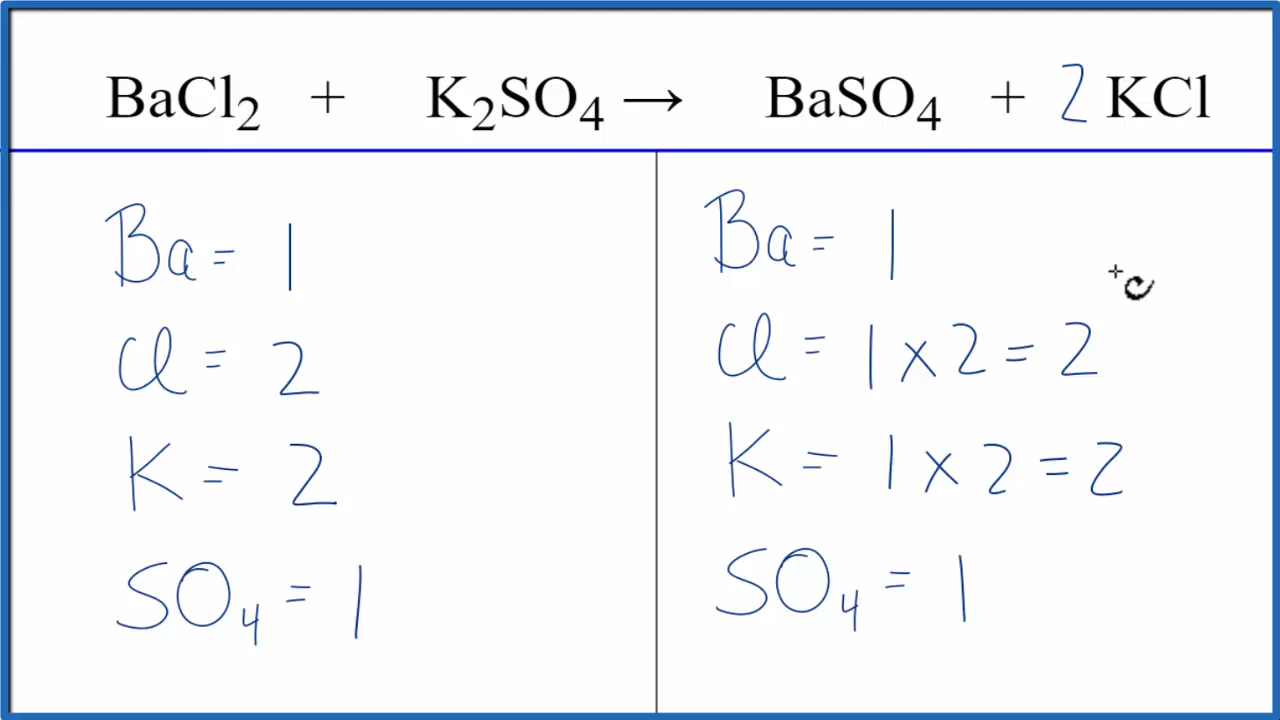 BaCl₂ + K₂SO₄ → BaSO₄ + 2 KCl
Ba = 1
Cl = 2
K = 2
SO₄ = 1
Ba = 1
Cl = 1 x 2 = 2
K = 1 x 2 = 2
SO₄ = 1